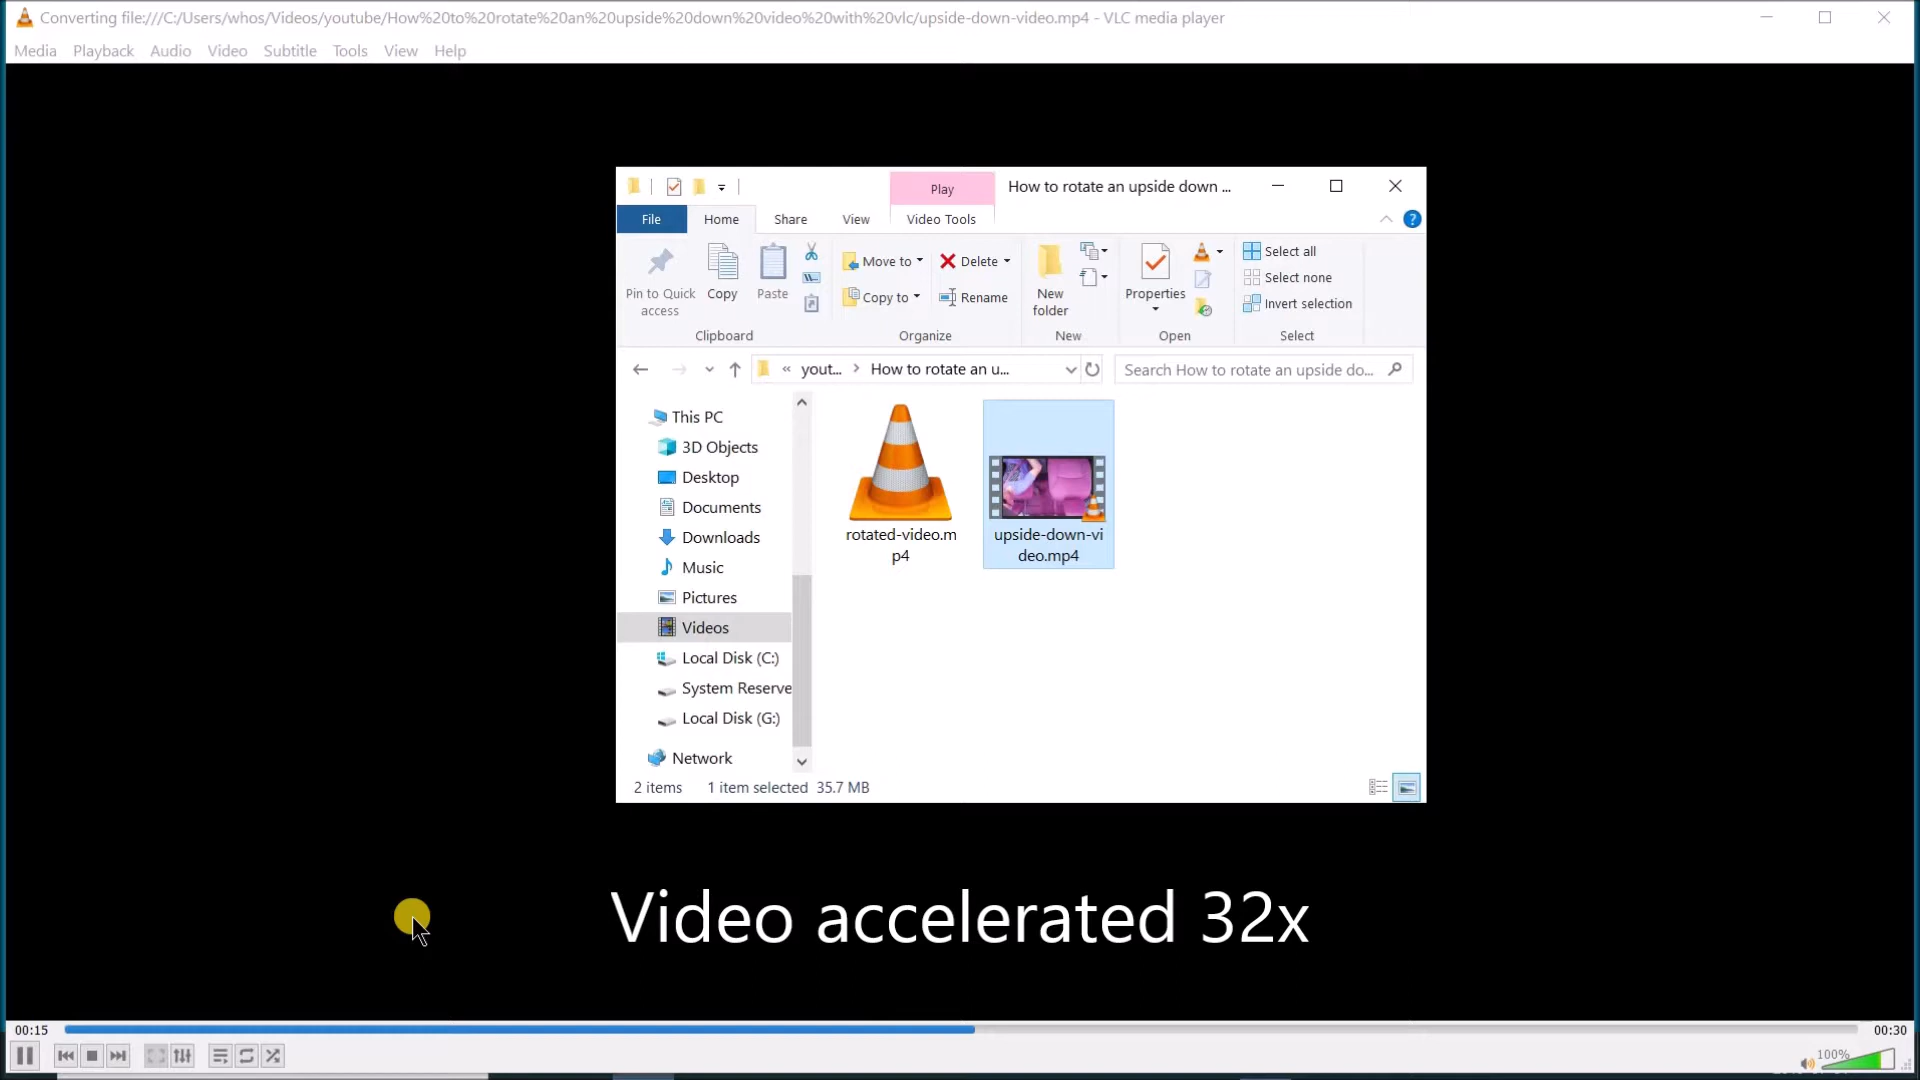 Converting file:///C:/Users/whos/Videos/youtube/How%20to%20rotate%20an%20upside%20down%20video%20with%20vlc/upside-down-video.mp4 - VLC media player
Media Playback Audio Video Subtitle Tools View Help
Play
How to rotate an upside down ...
File Home Share View Video Tools
Pin to Quick access
Copy
Paste
Move to
Copy to
Delete
Rename
New folder
Properties
Select all
Select none
Invert selection
Clipboard Organize New Open Select
« yout... > How to rotate an u...
Search How to rotate an upside do...
This PC
3D Objects
Desktop
Documents
Downloads
Music
Pictures
Videos
Local Disk (C:)
System Reserve
Local Disk (G:)
Network
rotated-video.m
p4
upside-down-vi
deo.mp4
2 items 1 item selected 35.7 MB
Video accelerated 32x
00:15 00:30
100%